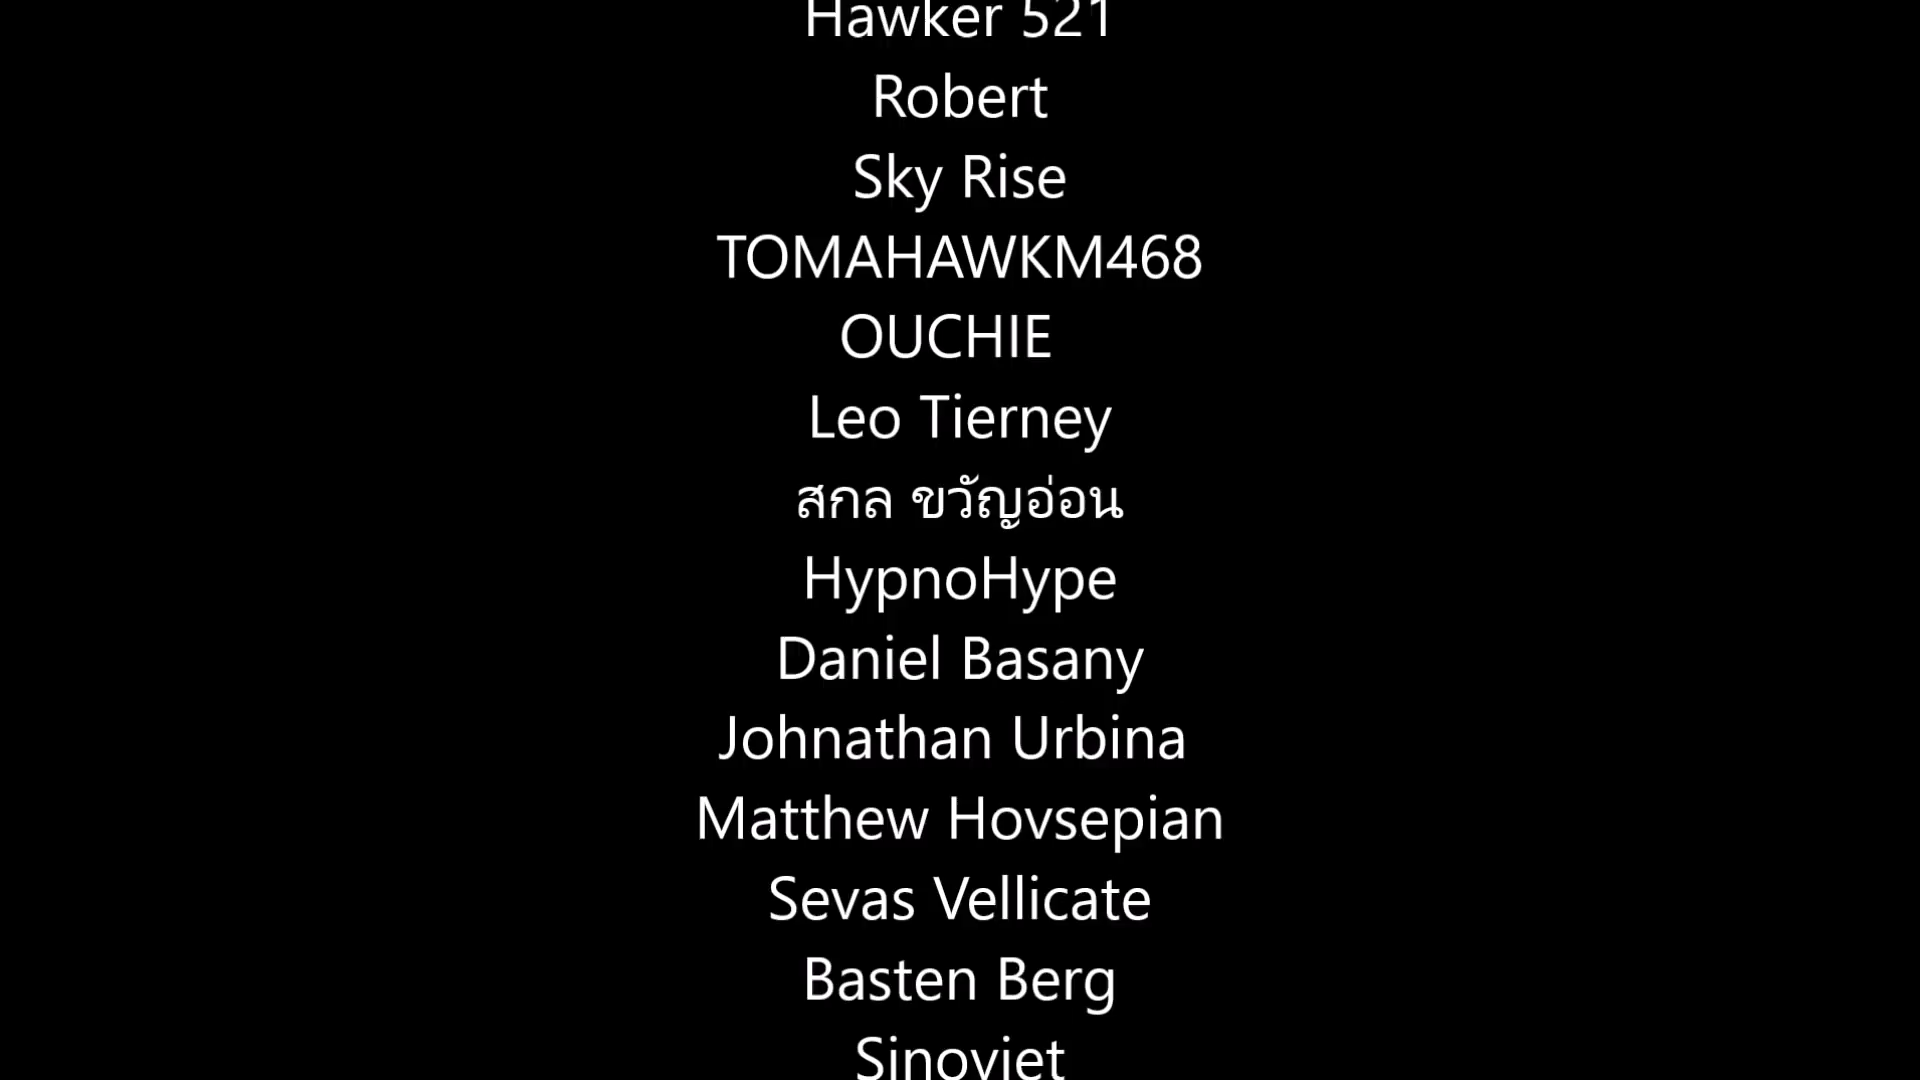 Hawker 521
Robert
Sky Rise
TOMAHAWKM468
OUCHIE
Leo Tierney
สกล ขวัญอ่อน
HypnoHype
Daniel Basany
Johnathan Urbina
Matthew Hovsepian
Sevas Vellicate
Basten Berg
Sinoviet